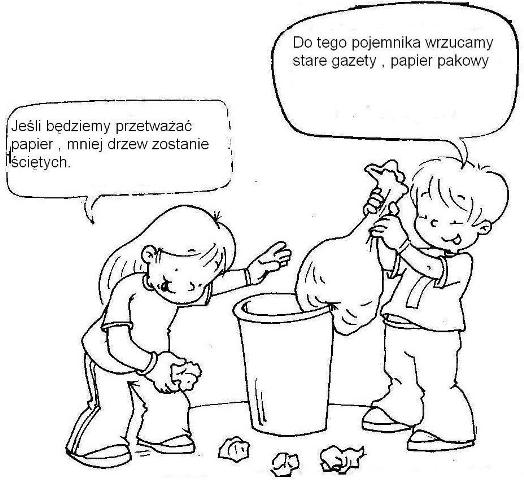 Jeśli będziemy przetważać
papier , mniej drzew zostanie
ściętych.
Do tego pojemnika wrzucamy
stare gazety , papier pakowy